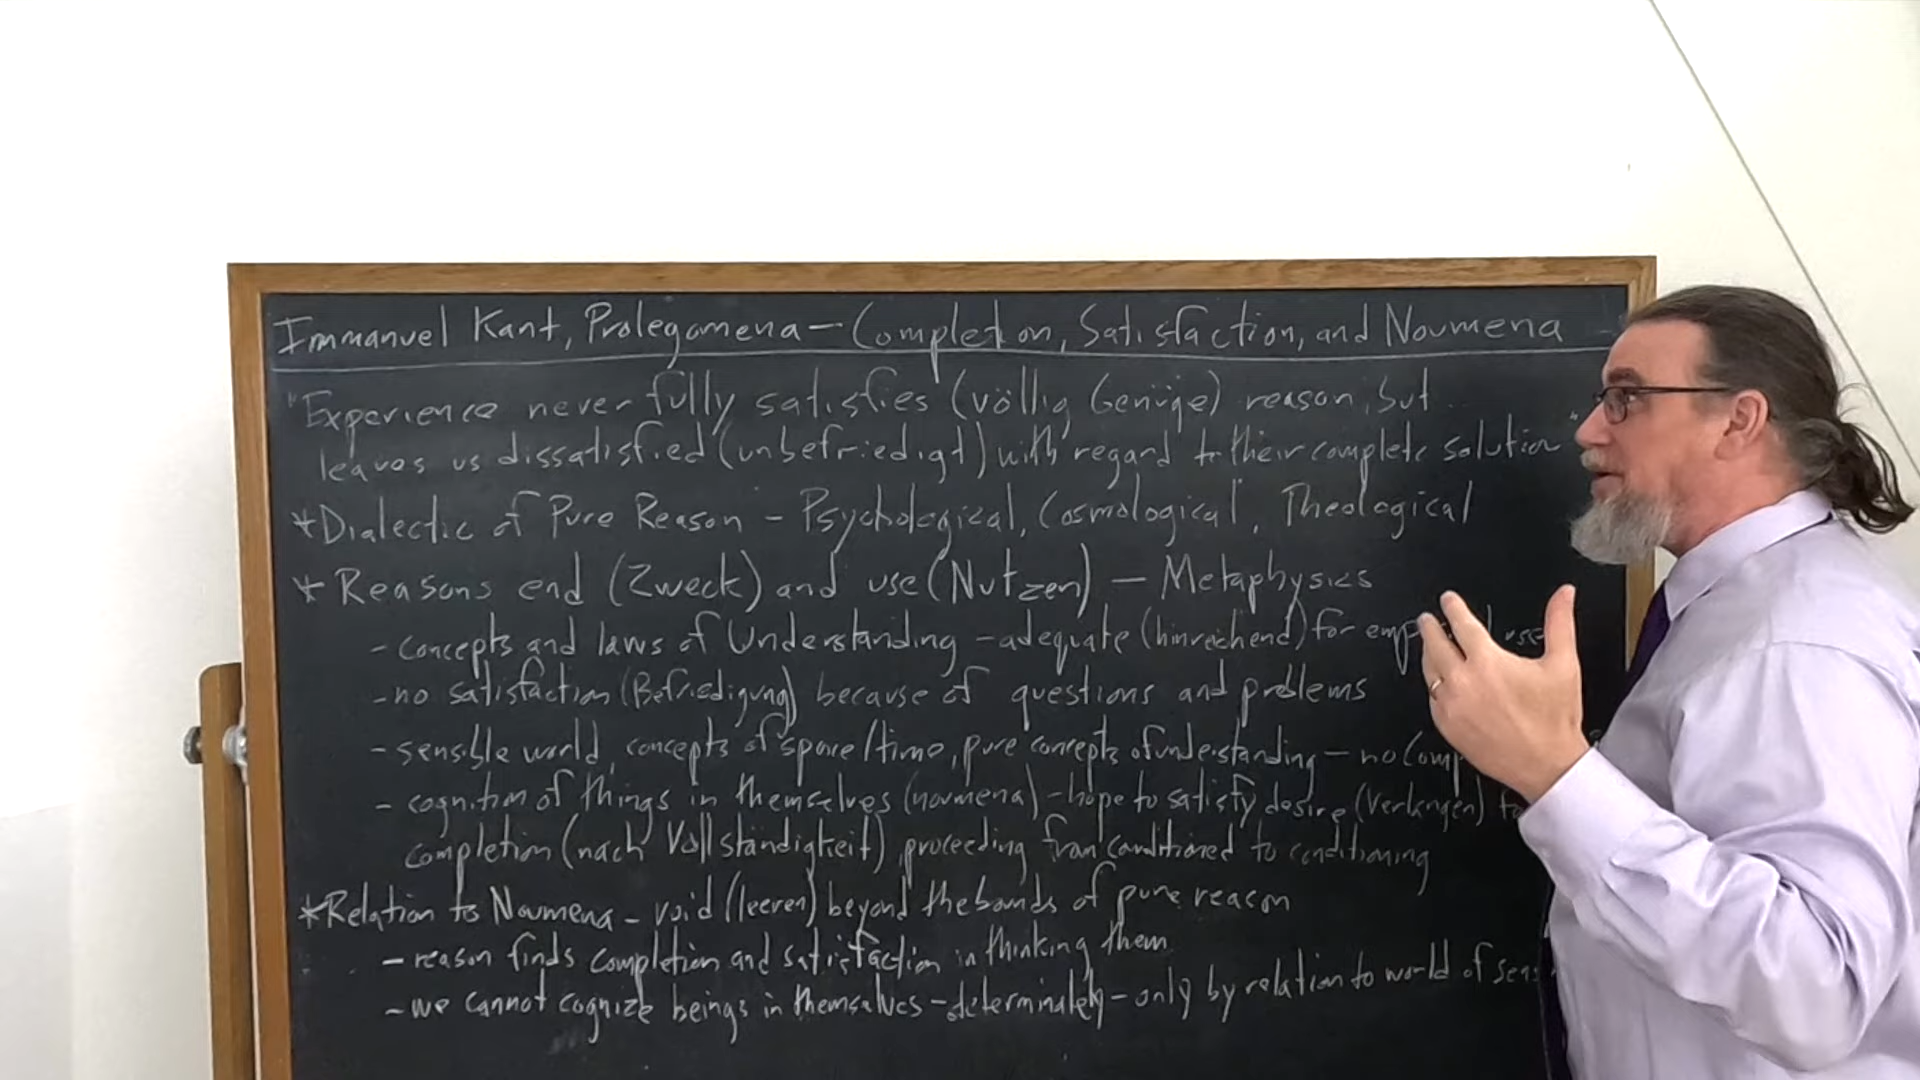 Immanuel Kant, Prolegomena — Completion, Satisfaction, and Noumena
"Experience never fully satisfies (völlig Genüge) reason, but
leaves us dissatisfied (unbefriedigt) with regard to their complete solution"
* Dialectic of Pure Reason - Psychological, Cosmological, Theological
* Reasons end (Zweck) and use (Nutzen) — Metaphysics
- concepts and laws of Understanding - adequate (hinreichend) for use
- no satisfaction (Befriedigung) because of questions and problems
- sensible world, concepts of space/time, pure concepts of understanding - no
- cognition of things in themselves (noumena) - hope to satisfy desire (Verlangen)
completion (nach Vollständigkeit), proceeding from conditioned to conditioning
* Relation to Noumena - void (leeren) beyond the bounds of pure reason
- reason finds completion and satisfaction in thinking them
- we cannot cognize beings in themselves - determinately - only by relation to world of